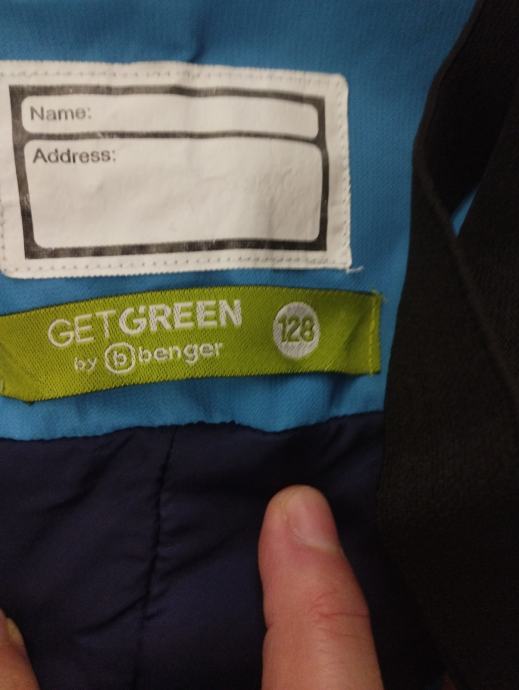 Name:
Address:
GETGREEN 128
by b benger